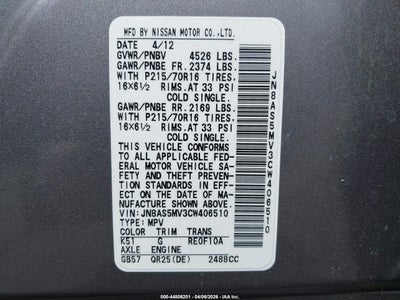 MFD. BY NISSAN MOTOR CO.,LTD.
DATE 4/12
GVWR/PNBV 4526 LBS.
GAWR/PNBE FR. 2374 LBS.
WITH P215/70R16 TIRES,
16X6½ RIMS.AT 33 PSI
COLD SINGLE.
GAWR/PNBE RR. 2169 LBS.
WITH P215/70R16 TIRES,
16X6½ RIMS.AT 33 PSI
COLD SINGLE.
THIS VEHICLE CONFORMS
TO ALL APPLICABLE FED-
ERAL MOTOR VEHICLE SA-
FETY AND THEFT PREVEN-
TION STANDARDS IN EFF-
ECT ON THE DATE OF MA-
NUFACTURE SHOWN ABOVE.
VIN:JN8AS5MV3CW406510
TYPE: MPV
COLOR TRIM TRANS
K51 G RE0F10A
AXLE ENGINE
GB57 QR25(DE) 2488CC
JN8AS5MV3CW406510
000-44806201 - 04/06/2026 - IAAI.COM